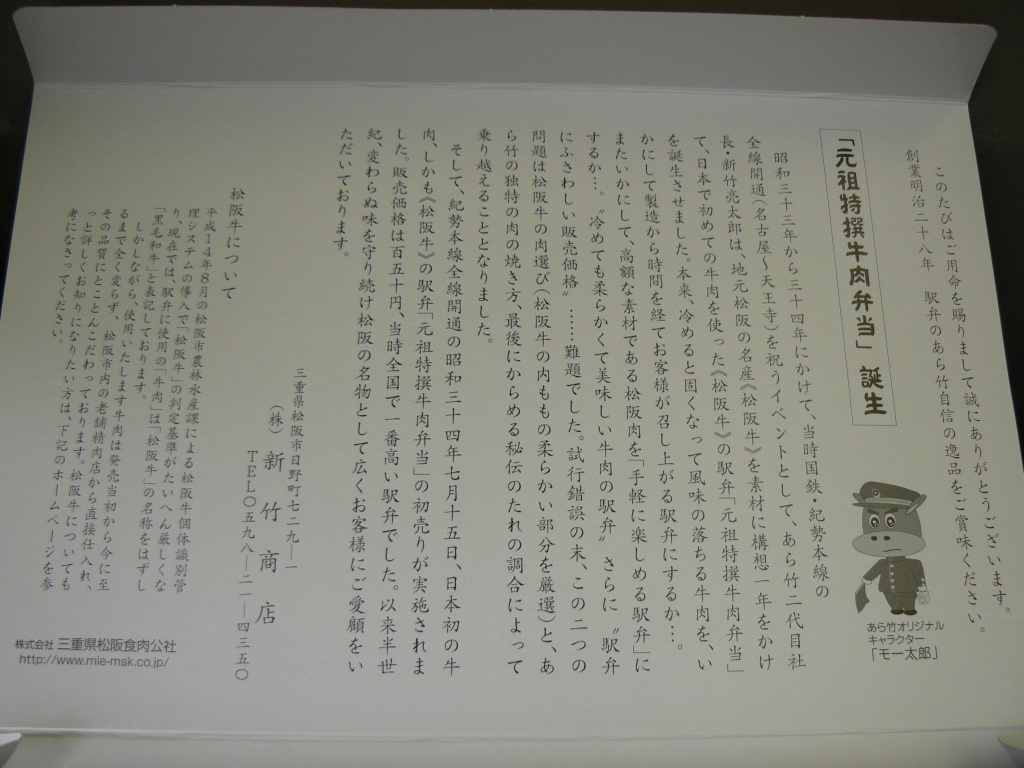 このたびはご用命を賜りまして誠にありがとうございます。
創業明治二十八年　駅弁のあら竹自信の逸品をご賞味ください。
「元祖特撰牛肉弁当」誕生
昭和三十三年から三十四年にかけて、当時国鉄・紀勢本線の
全線開通（名古屋～天王寺）を祝うイベントとして、あら竹二代目社
長・新竹亮太郎は、地元松阪の名産《松阪牛》を素材に構想一年をかけ
て、日本で初めての牛肉を使った《松阪牛》の駅弁「元祖特撰牛肉弁当」
を誕生させました。本来、冷めると固くなって風味の落ちる牛肉を、い
かにして製造から時間を経てお客様が召し上がる駅弁にするか…。
またいかにして、高額な素材である松阪肉を「手軽に楽しめる駅弁」に
するか…。〝冷めても柔らかくて美味しい牛肉の駅弁〟さらに〝駅弁
にふさわしい販売価格〟……難題でした。試行錯誤の末、この二つの
問題は松阪牛の肉選び（松阪牛の内ももの柔らかい部分を厳選）と、あ
ら竹の独特の肉の焼き方、最後にからめる秘伝のたれの調合によって
乗り越えることとなりました。
そして、紀勢本線全線開通の昭和三十四年七月十五日、日本初の牛
肉、しかも《松阪牛》の駅弁「元祖特撰牛肉弁当」の初売りが実施されま
した。販売価格は百五十円、当時全国で一番高い駅弁でした。以来半世
紀、変わらぬ味を守り続け松阪の名物として広くお客様にご愛顧をい
ただいております。
三重県松阪市日野町七二九―一
（株）新竹商店
TEL〇五九八―二一―四三五〇
松阪牛について
平成14年8月の松阪市農林水産課による松阪牛個体識別管
理システムの導入で「松阪牛」の判定基準がたいへん厳しくな
り、現在では、駅弁に使用の「牛肉」は「松阪牛」の名称をはずし
「黒毛和牛」と表記しております。
しかしながら、使用いたします牛肉は発売当初から今に至
るまで全く変らず、松阪市内の老舗精肉店から直接仕入れ、
その品質にとことんこだわっております。松阪牛についても
っと詳しくお知りになりたい方は、下記のホームページを参
考になさってください。
あら竹オリジナル
キャラクター
「モー太郎」
株式会社 三重県松阪食肉公社
http://www.mie-msk.co.jp/